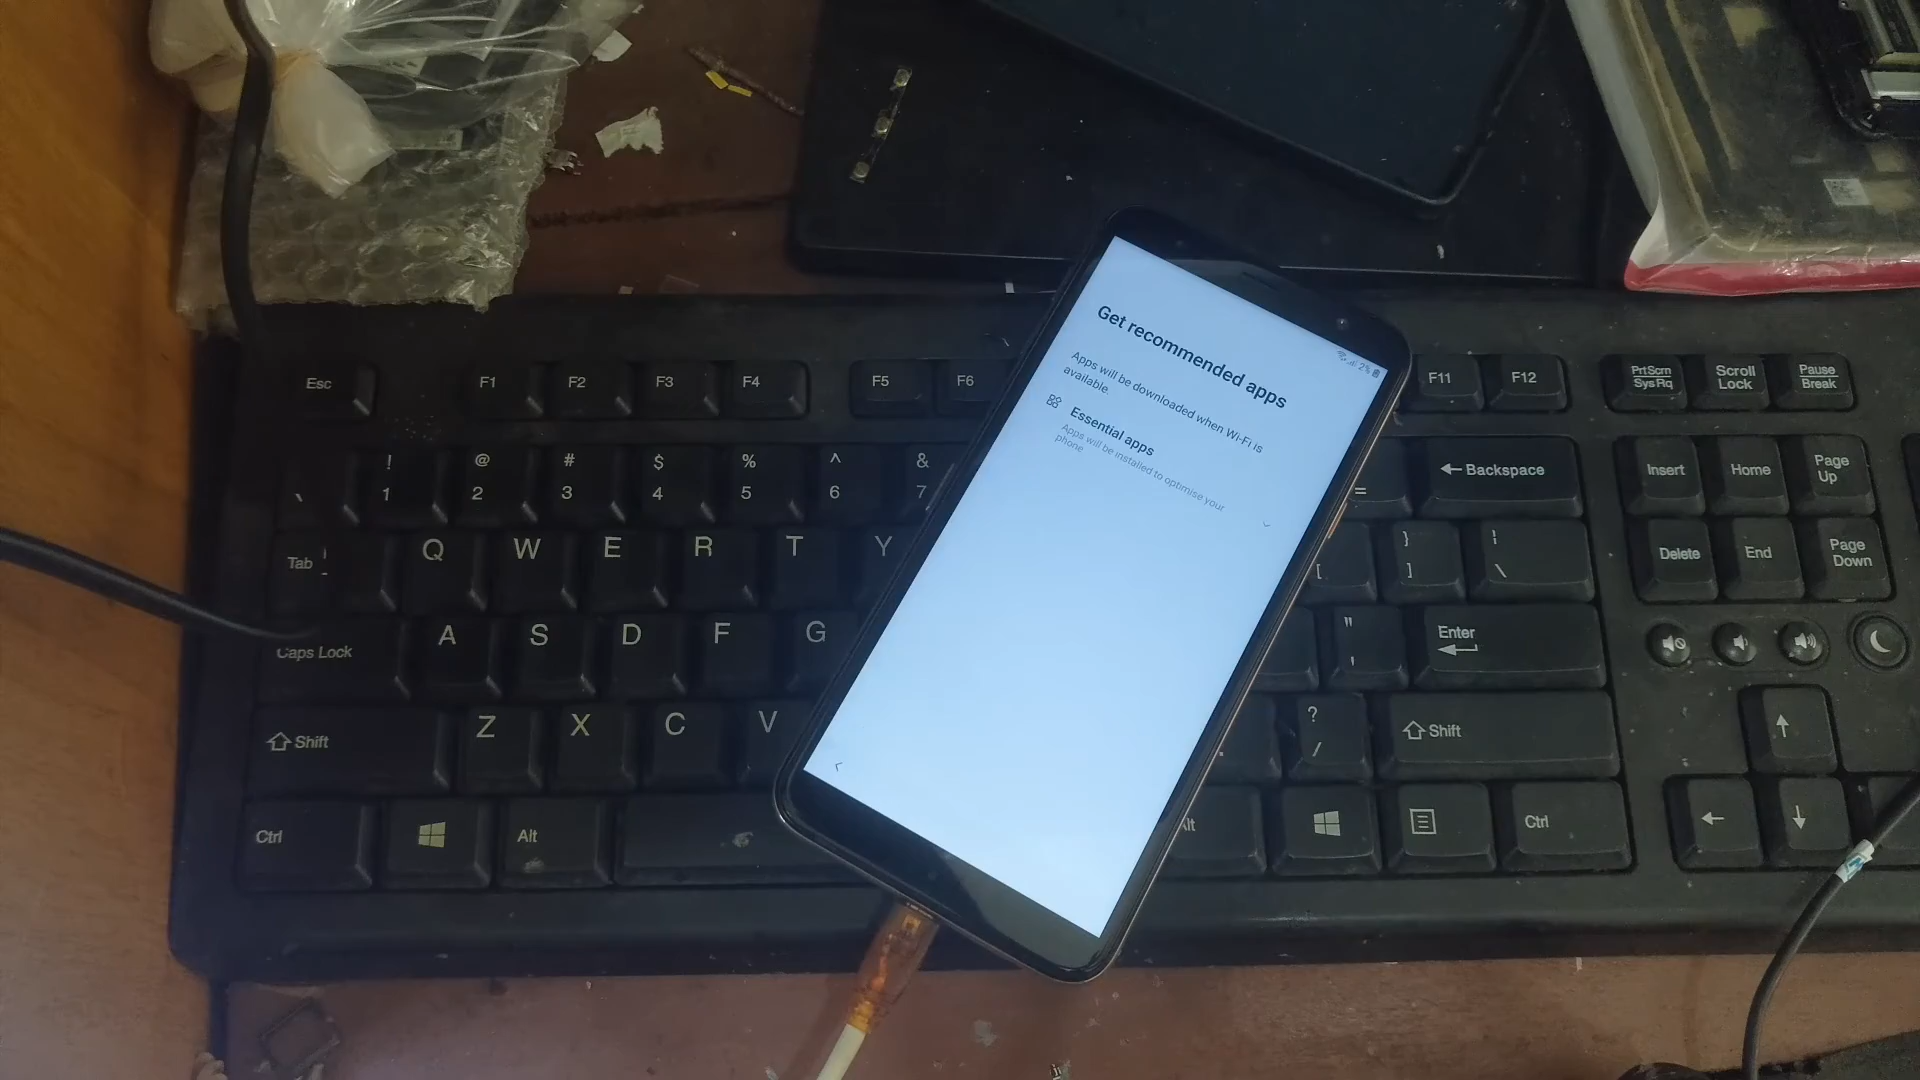 2%
Get recommended apps
Apps will be downloaded when Wi-Fi is
available.
Essential apps
Apps will be installed to optimise your
phone
Esc F1 F2 F3 F4 F5 F6 F11 F12 PrtScrn SysRq Scroll Lock Pause Break
` ! 1 @ 2 # 3 $ 4 % 5 ^ 6 & 7 = Backspace Insert Home Page Up
Tab Q W E R T Y [ } ] \ Delete End Page Down
Caps Lock A S D F G " ' Enter
Shift Z X C V . ? / Shift
Ctrl Alt Alt Ctrl